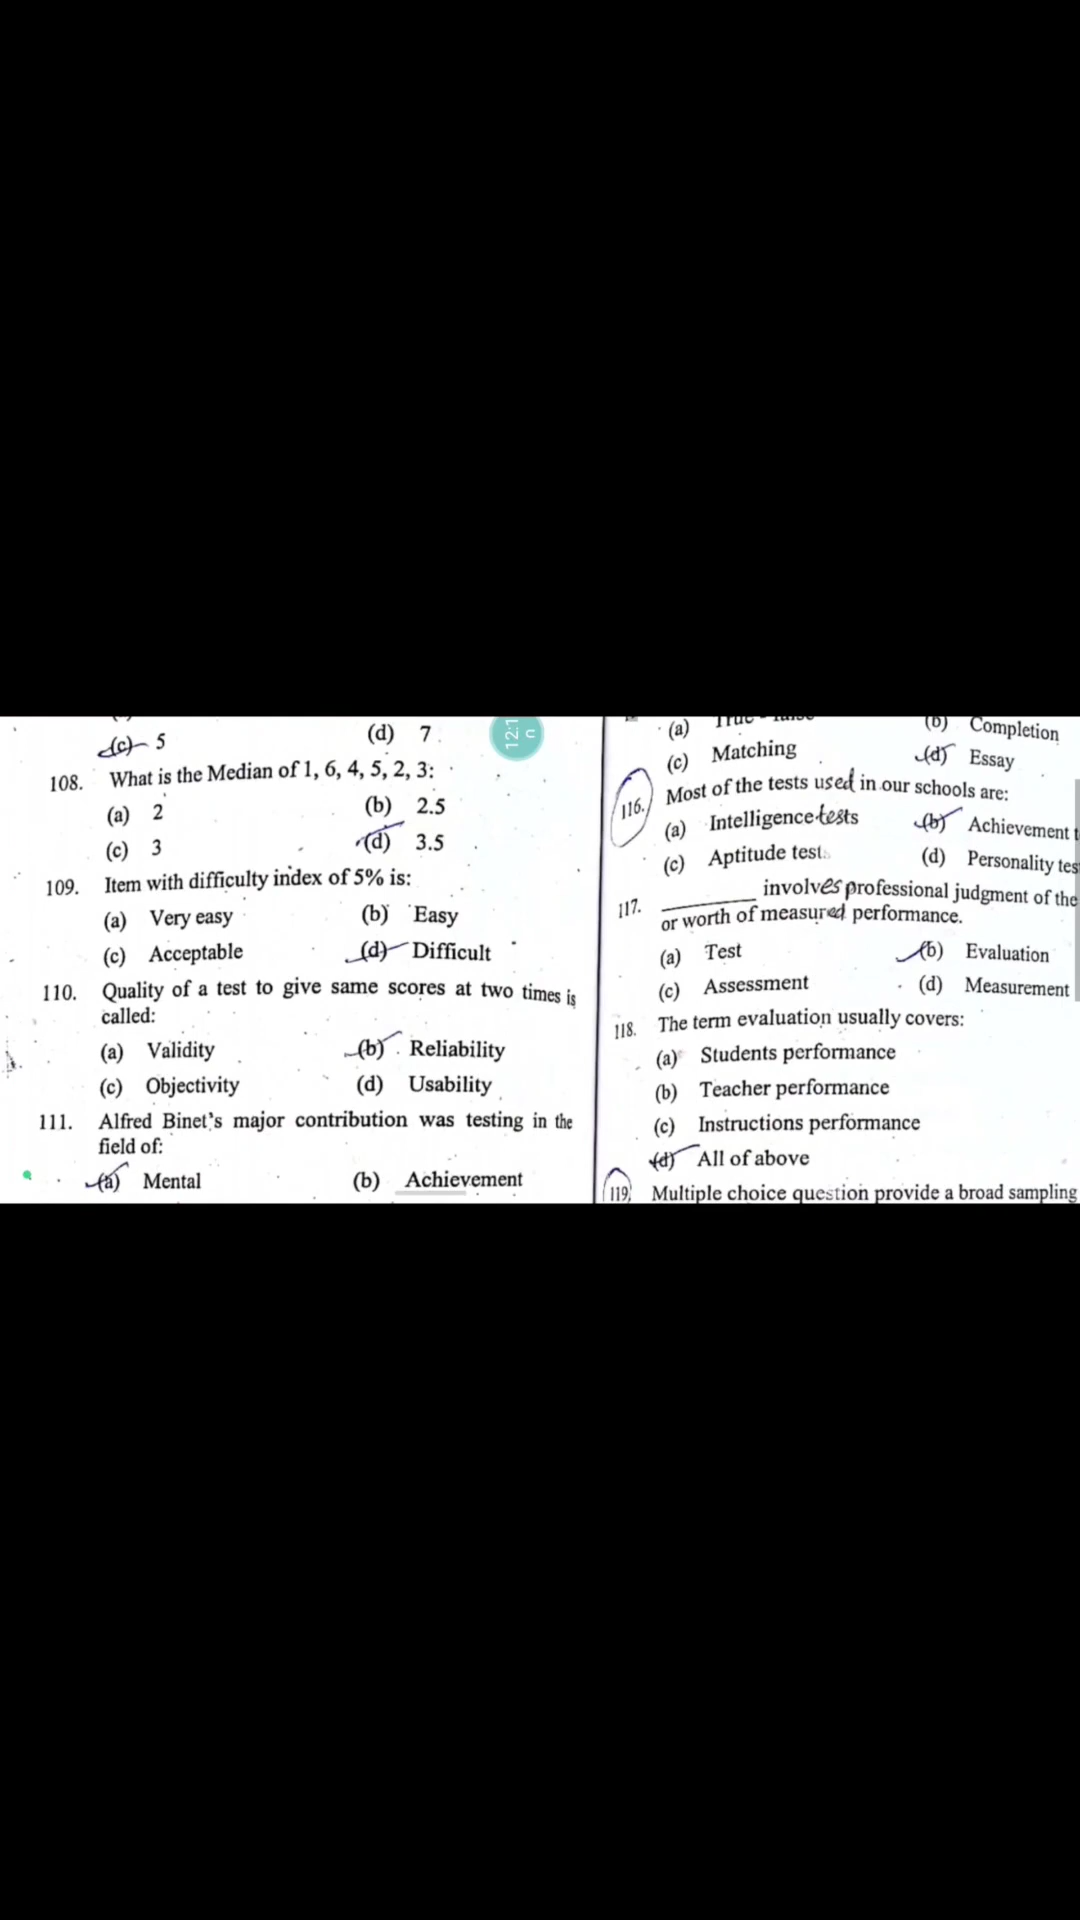 (c) 5
(d) 7
108. What is the Median of 1, 6, 4, 5, 2, 3:
(a) 2
(b) 2.5
(c) 3
(d) 3.5
109. Item with difficulty index of 5% is:
(a) Very easy
(b) Easy
(c) Acceptable
(d) Difficult
110. Quality of a test to give same scores at two times is
called:
(a) Validity
(b) Reliability
(c) Objectivity
(d) Usability
111. Alfred Binet's major contribution was testing in the
field of:
(a) Mental
(b) Achievement
12:1
n
(a)
(b) Completion
(c) Matching
(d) Essay
116. Most of the tests used in our schools are:
(a) Intelligence tests
(b) Achievement t
(c) Aptitude tests
(d) Personality tes
117. ________ involves professional judgment of the
or worth of measured performance.
(a) Test
(b) Evaluation
(c) Assessment
(d) Measurement
118. The term evaluation usually covers:
(a) Students performance
(b) Teacher performance
(c) Instructions performance
(d) All of above
119. Multiple choice question provide a broad sampling